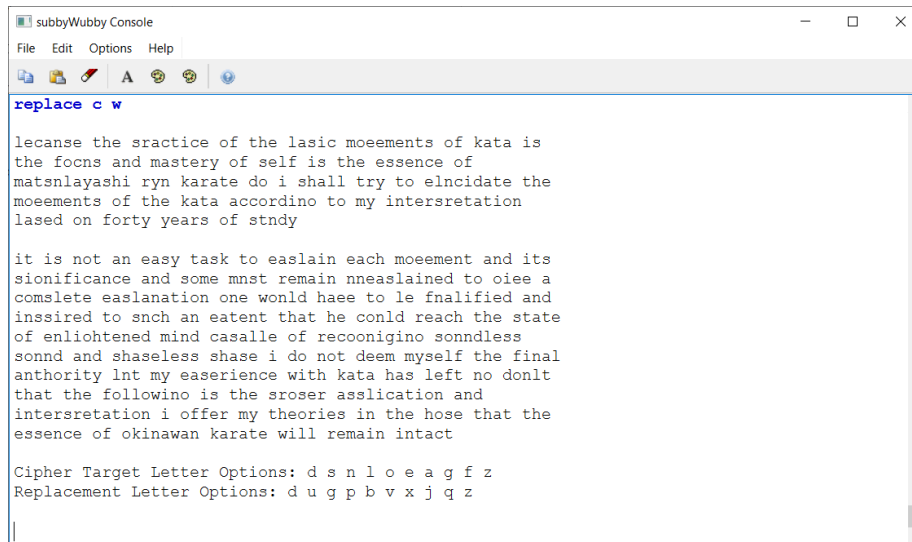 subbyWubby Console
File Edit Options Help
A
replace c w
lecanse the sractice of the lasic moeements of kata is
the focns and mastery of self is the essence of
matsnlayashi ryn karate do i shall try to elncidate the
moeements of the kata accordino to my intersretation
lased on forty years of stndy
it is not an easy task to easlain each moeement and its
sionificance and some mnst remain nneaslained to oiee a
comslete easlanation one wonld haee to le fnalified and
inssired to snch an eatent that he conld reach the state
of enliohtened mind casalle of recoonigino sonndless
sonnd and shaseless shase i do not deem myself the final
anthority lnt my easerience with kata has left no donlt
that the followino is the sroser asslication and
intersretation i offer my theories in the hose that the
essence of okinawan karate will remain intact
Cipher Target Letter Options: d s n l o e a g f z
Replacement Letter Options: d u g p b v x j q z